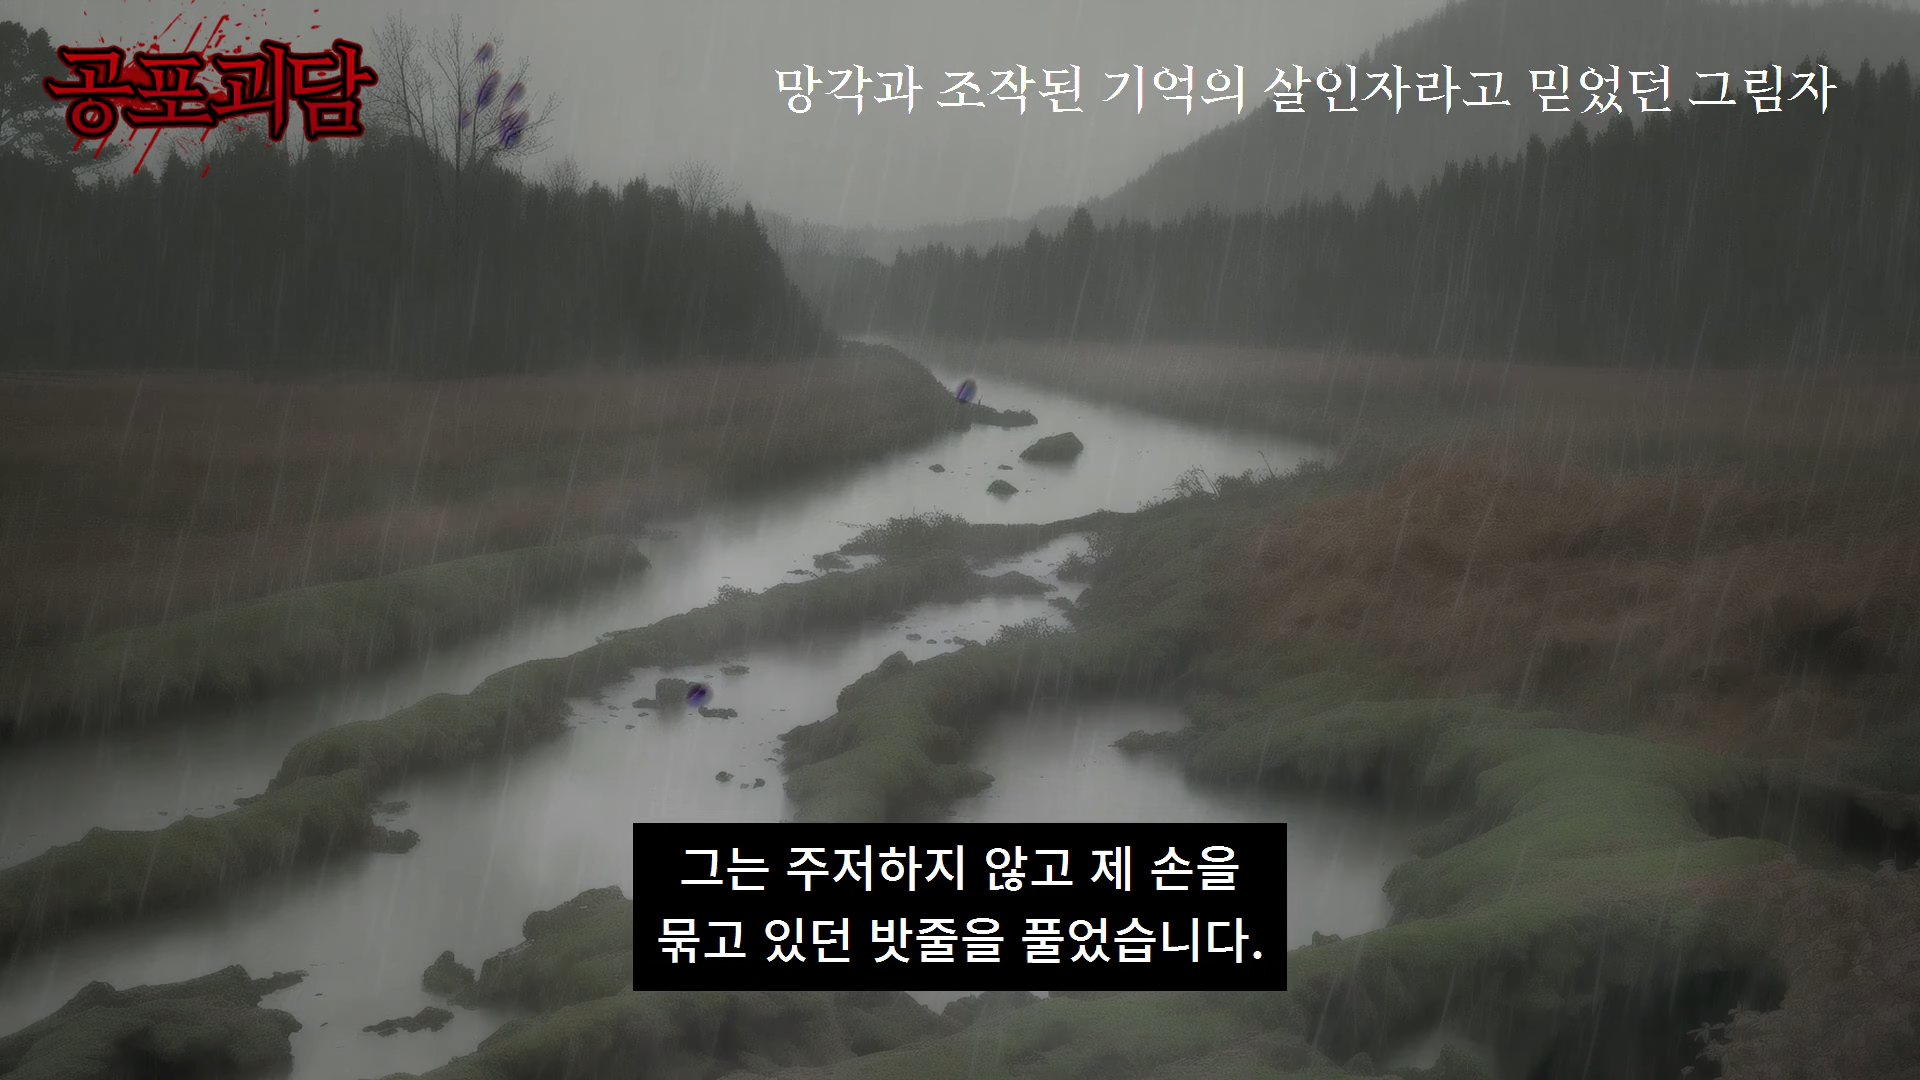 공포괴담
망각과 조작된 기억의 살인자라고 믿었던 그림자
그는 주저하지 않고 제 손을
묶고 있던 밧줄을 풀었습니다.